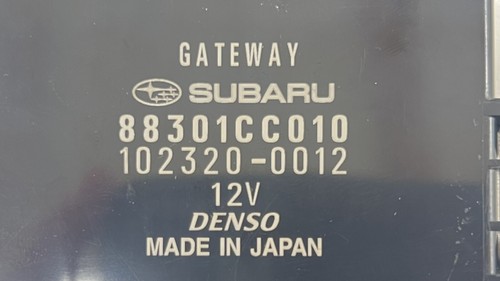 GATEWAY
SUBARU
88301CC010
102320-0012
12V
DENSO
MADE IN JAPAN